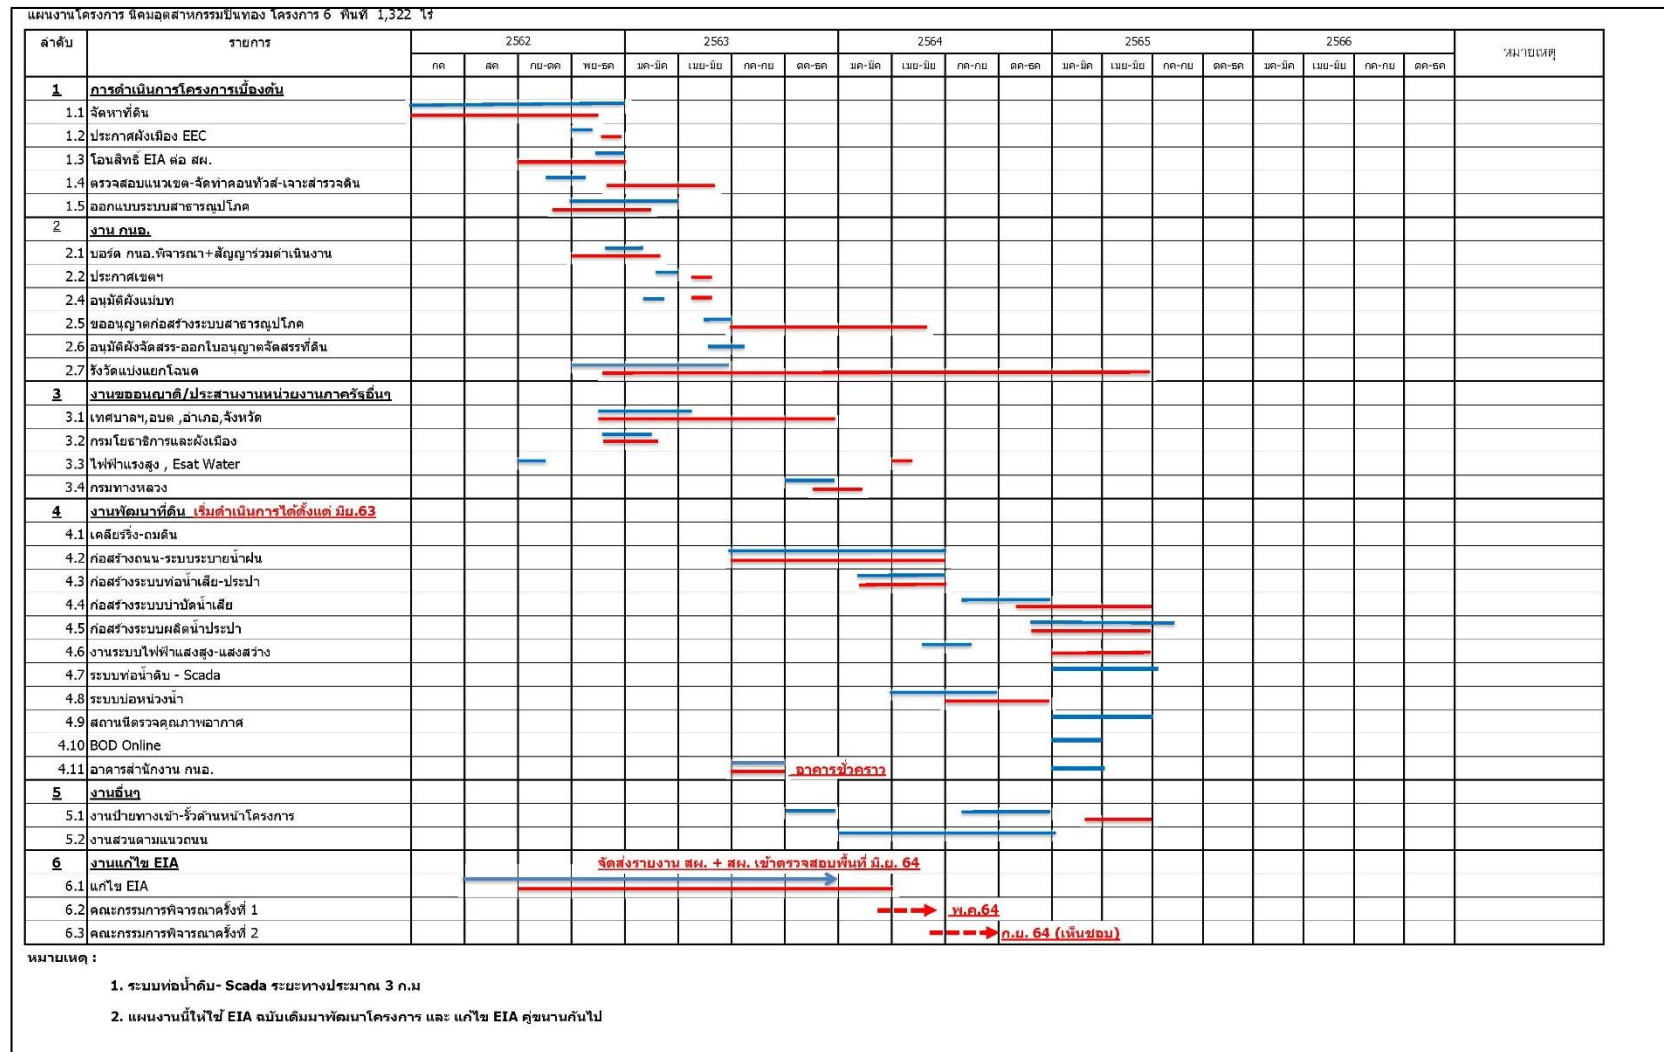 แผนงานโครงการ นิคมอุตสาหกรรมปิ่นทอง โครงการ 6 พื้นที่ 1,322 ไร่
ลำดับ รายการ 2562 2563 2564 2565 2566 หมายเหตุ
กค สค กย-ตค พย-ธค มค-มีค เมย-มิย กค-กย ตค-ธค มค-มีค เมย-มิย กค-กย ตค-ธค มค-มีค เมย-มิย กค-กย ตค-ธค มค-มีค เมย-มิย กค-กย ตค-ธค
1 การดำเนินการโครงการเบื้องต้น
1.1 จัดหาที่ดิน
1.2 ประกาศผังเมือง EEC
1.3 โอนสิทธิ์ EIA ต่อ สผ.
1.4 ตรวจสอบแนวเขต-จัดทำคอนทัวส์-เจาะสำรวจดิน
1.5 ออกแบบระบบสาธารณูปโภค
2 งาน กนอ.
2.1 บอร์ด กนอ.พิจารณา+สัญญาร่วมดำเนินงาน
2.2 ประกาศเขตฯ
2.4 อนุมัติผังแม่บท
2.5 ขออนุญาตก่อสร้างระบบสาธารณูปโภค
2.6 อนุมัติผังจัดสรร-ออกใบอนุญาตจัดสรรที่ดิน
2.7 รังวัดแบ่งแยกโฉนด
3 งานขออนุญาติ/ประสานงานหน่วยงานภาครัฐอื่นๆ
3.1 เทศบาลฯ,อบต ,อำเภอ,จังหวัด
3.2 กรมโยธาธิการและผังเมือง
3.3 ไฟฟ้าแรงสูง , Esat Water
3.4 กรมทางหลวง
4 งานพัฒนาที่ดิน เริ่มดำเนินการได้ตั้งแต่ มิย.63
4.1 เคลียร์ริ่ง-ถมดิน
4.2 ก่อสร้างถนน-ระบบระบายน้ำฝน
4.3 ก่อสร้างระบบท่อน้ำเสีย-ประปา
4.4 ก่อสร้างระบบบำบัดน้ำเสีย
4.5 ก่อสร้างระบบผลิตน้ำประปา
4.6 งานระบบไฟฟ้าแสงสูง-แสงสว่าง
4.7 ระบบท่อน้ำดิบ - Scada
4.8 ระบบบ่อหน่วงน้ำ
4.9 สถานนีตรวจคุณภาพอากาศ
4.10 BOD Online
4.11 อาคารสำนักงาน กนอ. อาคารชั่วคราว
5 งานอื่นๆ
5.1 งานป้ายทางเข้า-รั้วด้านหน้าโครงการ
5.2 งานสวนตามแนวถนน
6 งานแก้ไข EIA จัดส่งรายงาน สผ. + สผ. เข้าตรวจสอบพื้นที่ มิ.ย. 64
6.1 แก้ไข EIA
6.2 คณะกรรมการพิจารณาครั้งที่ 1 พ.ค.64
6.3 คณะกรรมการพิจารณาครั้งที่ 2 ก.ย. 64 (เห็นชอบ)
หมายเหตุ :
1. ระบบท่อน้ำดิบ- Scada ระยะทางประมาณ 3 ก.ม
2. แผนงานนี้ให้ใช้ EIA ฉบับเดิมมาพัฒนาโครงการ และ แก้ไข EIA คู่ขนานกันไป